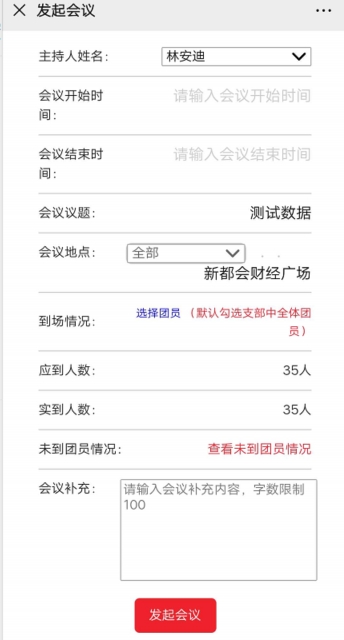 发起会议
主持人姓名：
林安迪
会议开始时
间：
请输入会议开始时间
会议结束时
间：
请输入会议结束时间
会议议题：
测试数据
会议地点：
全部
新都会财经广场
到场情况：
选择团员 （默认勾选支部中全体团
员）
应到人数：
35人
实到人数：
35人
未到团员情况：
查看未到团员情况
会议补充：
请输入会议补充内容，字数限制
100
发起会议